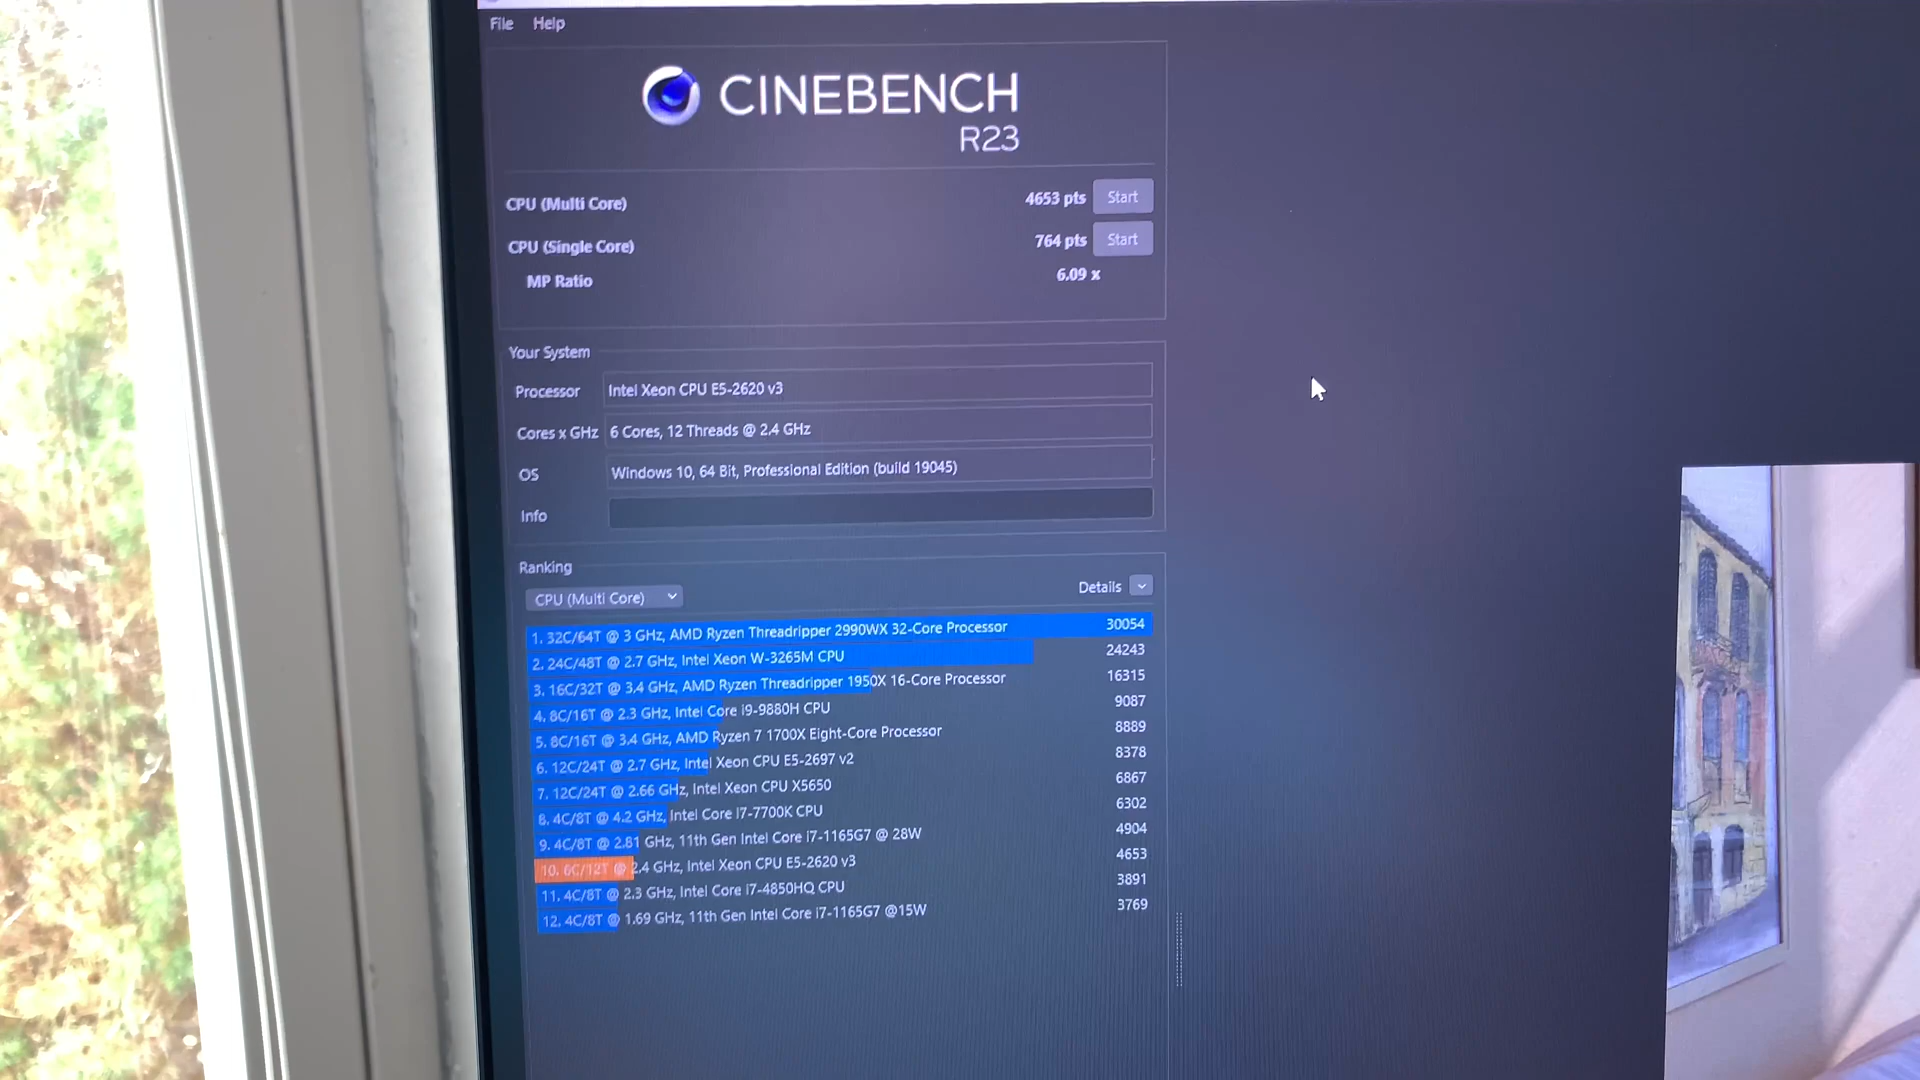 File Help
CINEBENCH
R23
CPU (Multi Core) 4653 pts Start
CPU (Single Core) 764 pts Start
MP Ratio 6.09 x
Your System
Processor Intel Xeon CPU E5-2620 v3
Cores x GHz 6 Cores, 12 Threads @ 2.4 GHz
OS Windows 10, 64 Bit, Professional Edition (build 19045)
Info
Ranking
CPU (Multi Core) Details
1. 32C/64T @ 3 GHz, AMD Ryzen Threadripper 2990WX 32-Core Processor 30054
2. 24C/48T @ 2.7 GHz, Intel Xeon W-3265M CPU 24243
3. 16C/32T @ 3.4 GHz, AMD Ryzen Threadripper 1950X 16-Core Processor 16315
4. 8C/16T @ 2.3 GHz, Intel Core i9-9880H CPU 9087
5. 8C/16T @ 3.4 GHz, AMD Ryzen 7 1700X Eight-Core Processor 8889
6. 12C/24T @ 2.7 GHz, Intel Xeon CPU E5-2697 v2 8378
7. 12C/24T @ 2.66 GHz, Intel Xeon CPU X5650 6867
8. 4C/8T @ 4.2 GHz, Intel Core i7-7700K CPU 6302
9. 4C/8T @ 2.81 GHz, 11th Gen Intel Core i7-1165G7 @ 28W 4904
10. 6C/12T @ 2.4 GHz, Intel Xeon CPU E5-2620 v3 4653
11. 4C/8T @ 2.3 GHz, Intel Core i7-4850HQ CPU 3891
12. 4C/8T @ 1.69 GHz, 11th Gen Intel Core i7-1165G7 @15W 3769